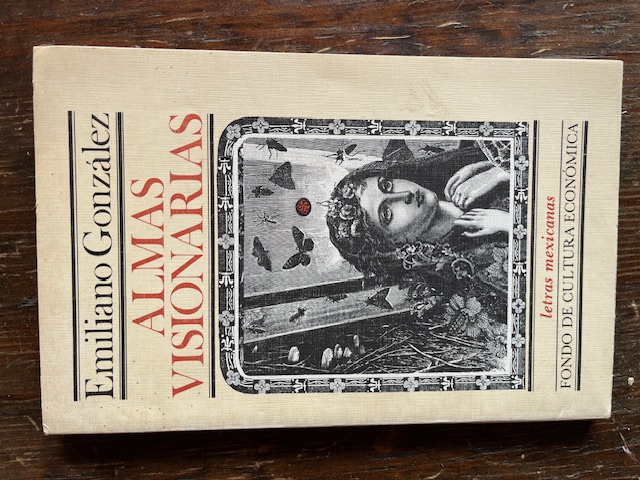 Emiliano González
ALMAS
VISIONARIAS
letras mexicanas
FONDO DE CULTURA ECONÓMICA